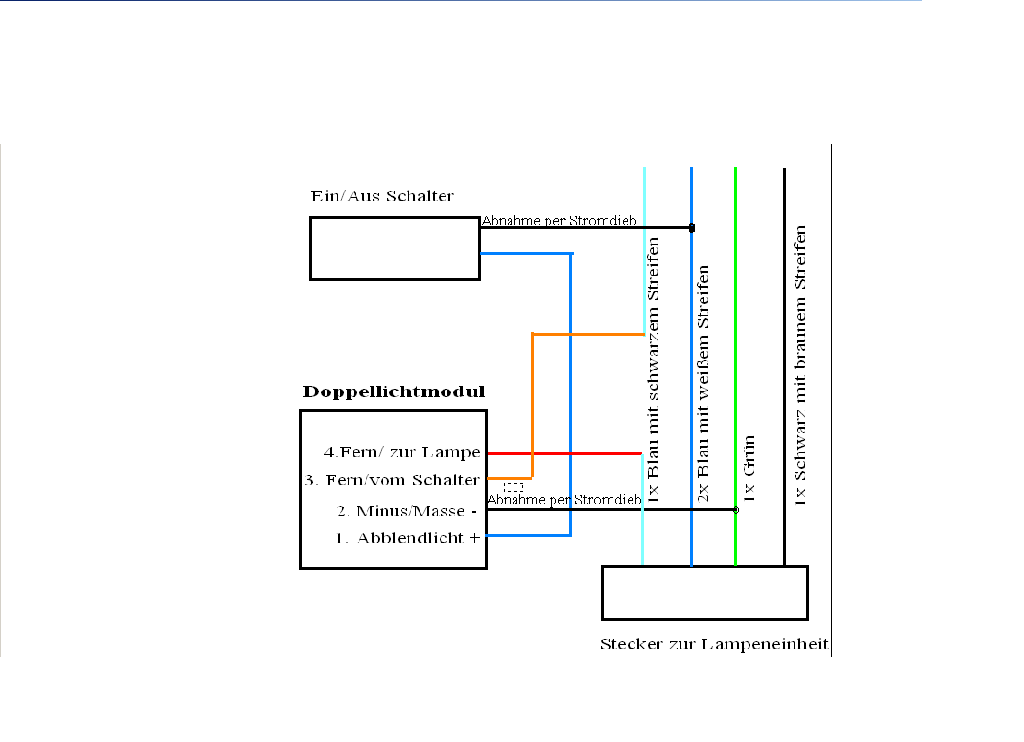 Ein/Aus Schalter
Abnahme per Stromdieb
1x Blau mit schwarzem Streifen
2x Blau mit weißem Streifen
1x Grün
1x Schwarz mit braunem Streifen
Doppellichtmodul
4.Fern/ zur Lampe
3. Fern/vom Schalter
Abnahme per Stromdieb
2. Minus/Masse -
1. Abblendlicht +
Stecker zur Lampeneinheit